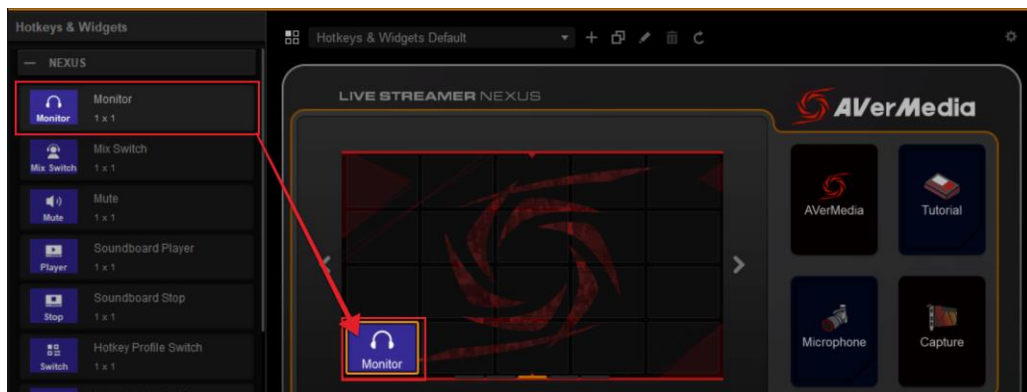 Hotkeys & Widgets
Hotkeys & Widgets Default
— NEXUS
Monitor
Monitor
1 x 1
Mix Switch
Mix Switch
1 x 1
Mute
Mute
1 x 1
Player
Soundboard Player
1 x 1
Stop
Soundboard Stop
1 x 1
Switch
Hotkey Profile Switch
1 x 1
LIVE STREAMER NEXUS
AVerMedia
Monitor
AVerMedia
Tutorial
Microphone
Capture